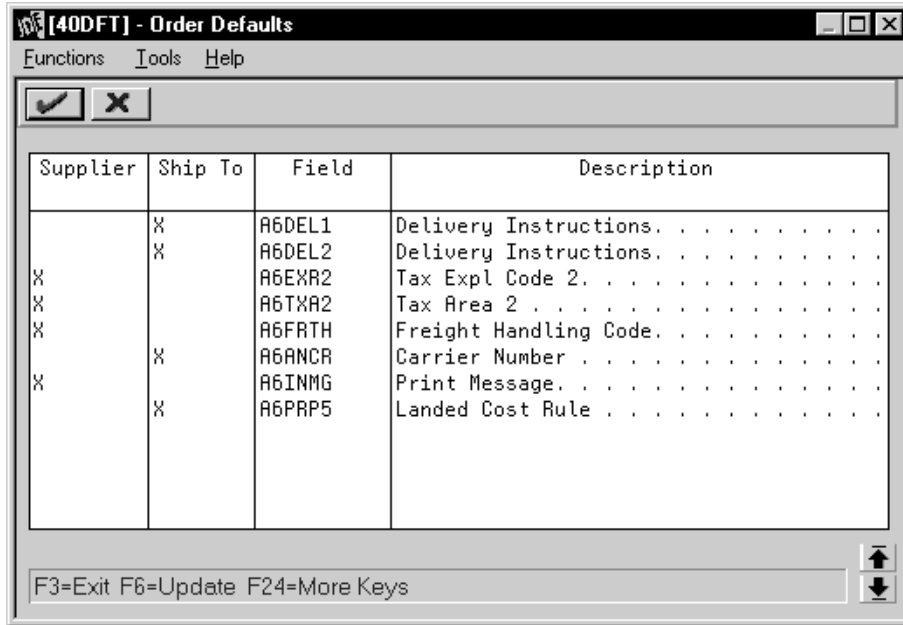 JDE [40DFT] - Order Defaults
Functions Tools Help
Supplier Ship To Field Description
X A6DEL1 Delivery Instructions. . . . . . . . . .
X A6DEL2 Delivery Instructions. . . . . . . . . .
X A6EXR2 Tax Expl Code 2. . . . . . . . . . . . .
X A6TXA2 Tax Area 2 . . . . . . . . . . . . . . .
X A6FRTH Freight Handling Code. . . . . . . . . .
X A6ANCR Carrier Number . . . . . . . . . . . . .
X A6INMG Print Message. . . . . . . . . . . . . .
X A6PRP5 Landed Cost Rule . . . . . . . . . . . .
F3=Exit F6=Update F24=More Keys